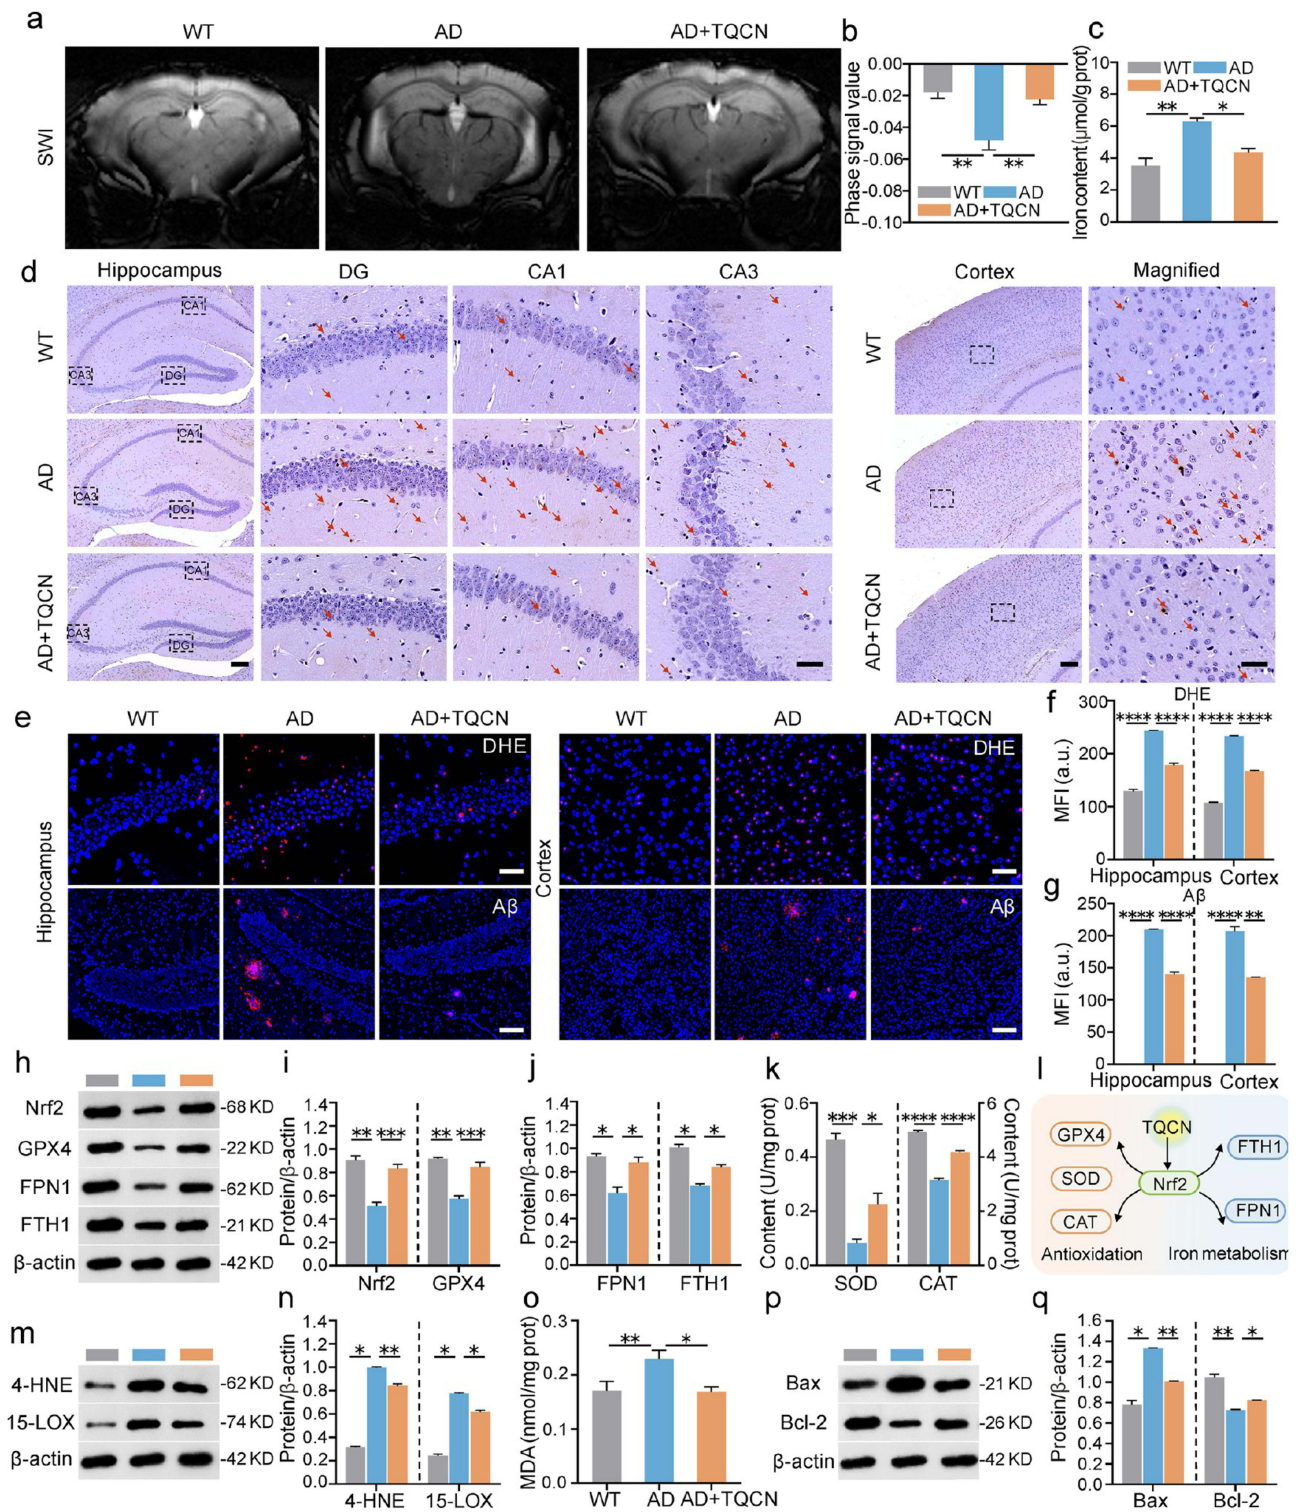 a
WT
AD
AD+TQCN
SWI
b
Phase signal value
0.00
-0.02
-0.04
-0.06
-0.08
-0.10
** **
WT AD
AD+TQCN
c
Iron content (μmol/gprot)
10
8
6
4
2
0
WT AD
AD+TQCN
** *
d
Hippocampus DG CA1 CA3 Cortex Magnified
WT
CA1
CA3
DG
WT
AD
CA1
CA3
DG
AD
AD+TQCN
CA1
CA3
DG
AD+TQCN
e
WT AD AD+TQCN WT AD AD+TQCN
Hippocampus
DHE
Aβ
Cortex
DHE
Aβ
f
DHE
MFI (a.u.)
300
200
100
0
**** **** **** ****
Hippocampus Cortex
g
Aβ
MFI (a.u.)
250
200
150
100
50
0
**** **** **** **
Hippocampus Cortex
h
Nrf2 -68 KD
GPX4 -22 KD
FPN1 -62 KD
FTH1 -21 KD
β-actin -42 KD
i
Protein/β-actin
1.4
1.2
1.0
0.8
0.6
0.4
0.2
0.0
** *** ** ***
Nrf2 GPX4
j
Protein/β-actin
1.4
1.2
1.0
0.8
0.6
0.4
0.2
0.0
* * * *
FPN1 FTH1
k
Content (U/mg prot)
0.6
0.4
0.2
0.0
*** * **** ****
6
4
2
0
Content (U/mg prot)
SOD CAT
l
TQCN
GPX4
FTH1
SOD
Nrf2
CAT
FPN1
Antioxidation Iron metabolism
m
4-HNE -62 KD
15-LOX -74 KD
β-actin -42 KD
n
Protein/β-actin
1.4
1.2
1.0
0.8
0.6
0.4
0.2
0.0
* ** * *
4-HNE 15-LOX
o
MDA (nmol/mg prot)
0.3
0.2
0.1
0.0
** *
WT AD AD+TQCN
p
Bax -21 KD
Bcl-2 -26 KD
β-actin -42 KD
q
Protein/β-actin
1.6
1.4
1.2
1.0
0.8
0.6
0.4
0.2
0.0
* ** ** *
Bax Bcl-2